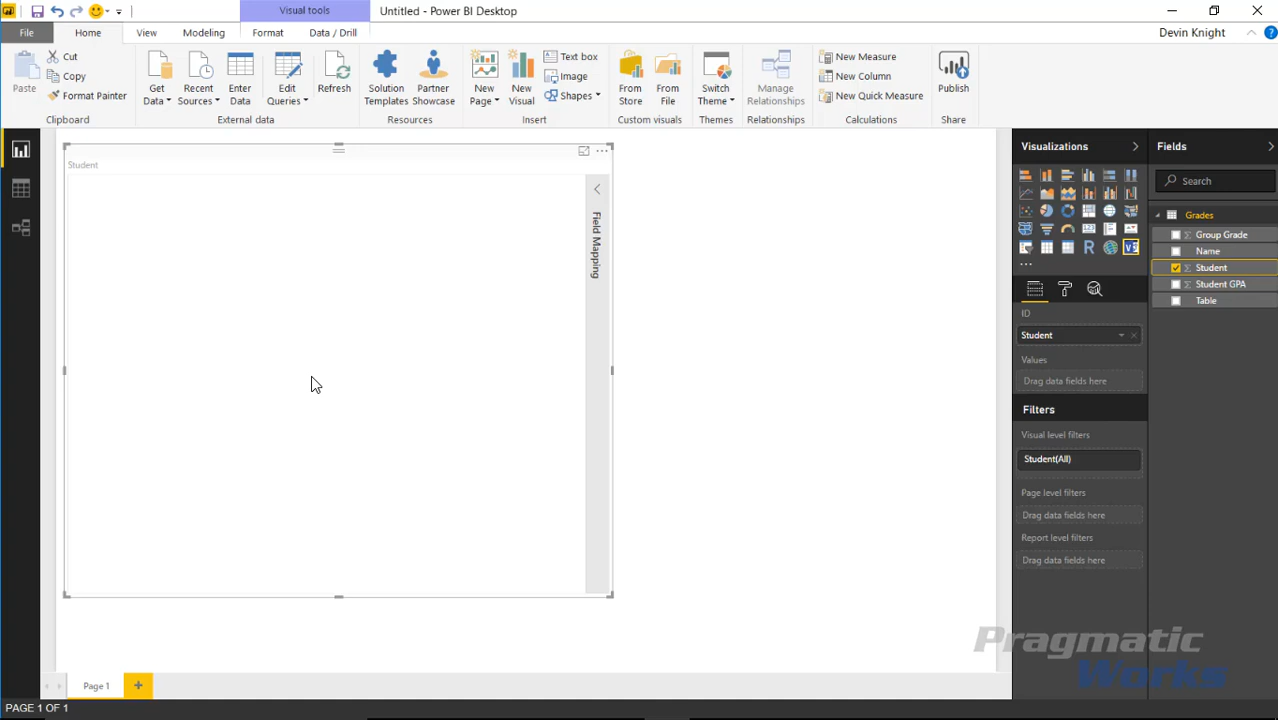 Visual tools
Untitled - Power BI Desktop
File
Home
View
Modeling
Format
Data / Drill
Devin Knight
Paste
Cut
Copy
Format Painter
Clipboard
Get Data
Recent Sources
Enter Data
Edit Queries
Refresh
External data
Solution Templates
Partner Showcase
Resources
New Page
New Visual
Text box
Image
Shapes
Insert
From Store
From File
Custom visuals
Switch Theme
Themes
Manage Relationships
Relationships
New Measure
New Column
New Quick Measure
Calculations
Publish
Share
Student
Field Mapping
Visualizations
R
ID
Student
Values
Drag data fields here
Filters
Visual level filters
Student(All)
Page level filters
Drag data fields here
Report level filters
Drag data fields here
Fields
Search
Grades
Group Grade
Name
Student
Student GPA
Table
Pragmatic
Works
Page 1
PAGE 1 OF 1